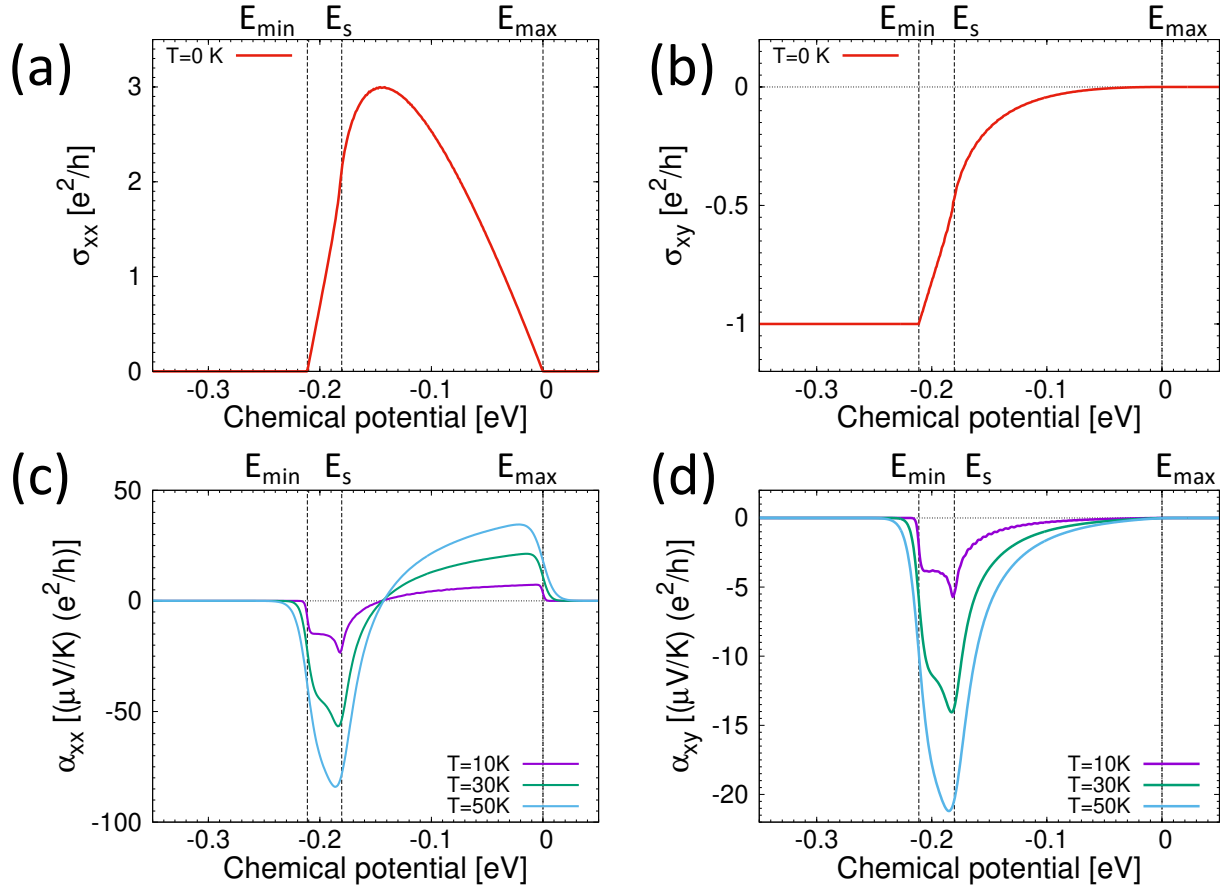 E_min E_s E_max
(a)
T=0 K
σ_xx [e^2/h]
3
2
1
0
-0.3 -0.2 -0.1 0
Chemical potential [eV]
E_min E_s E_max
(b)
T=0 K
σ_xy [e^2/h]
0
-0.5
-1
-0.3 -0.2 -0.1 0
Chemical potential [eV]
E_min E_s E_max
(c)
α_xx [(μV/K) (e^2/h)]
50
0
-50
-100
T=10K
T=30K
T=50K
-0.3 -0.2 -0.1 0
Chemical potential [eV]
E_min E_s E_max
(d)
α_xy [(μV/K) (e^2/h)]
0
-5
-10
-15
-20
T=10K
T=30K
T=50K
-0.3 -0.2 -0.1 0
Chemical potential [eV]